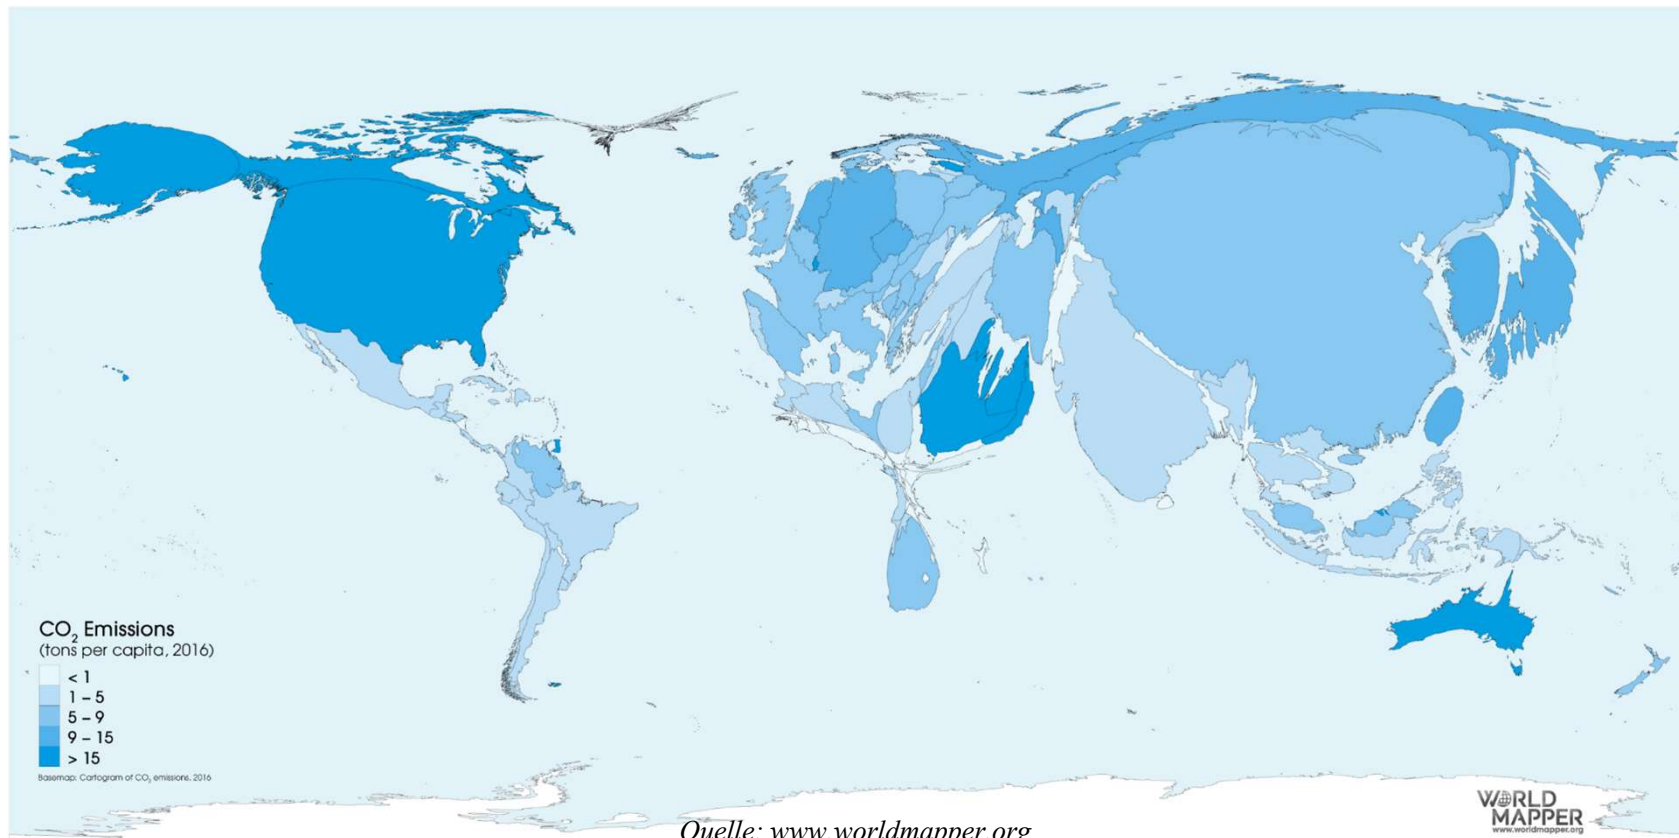 CO₂ Emissions
(tons per capita, 2016)
< 1
1 – 5
5 – 9
9 – 15
> 15
Basemap: Cartogram of CO₂ emissions, 2016
WORLD
MAPPER
www.worldmapper.org
Quelle: www.worldmapper.org